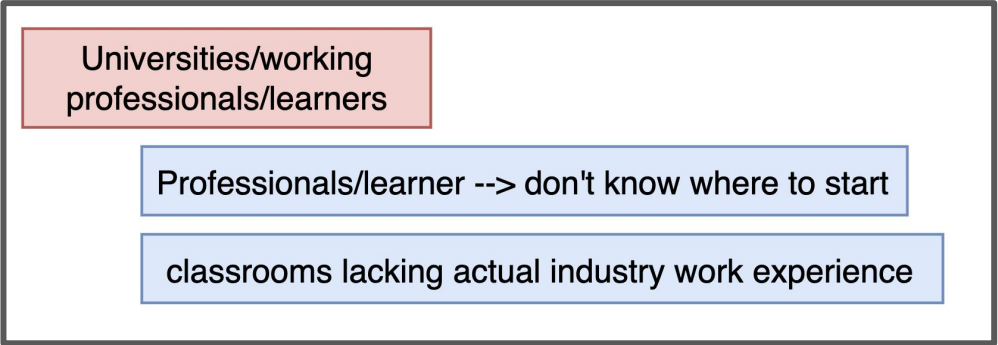 Universities/working
professionals/learners
Professionals/learner --> don't know where to start
classrooms lacking actual industry work experience